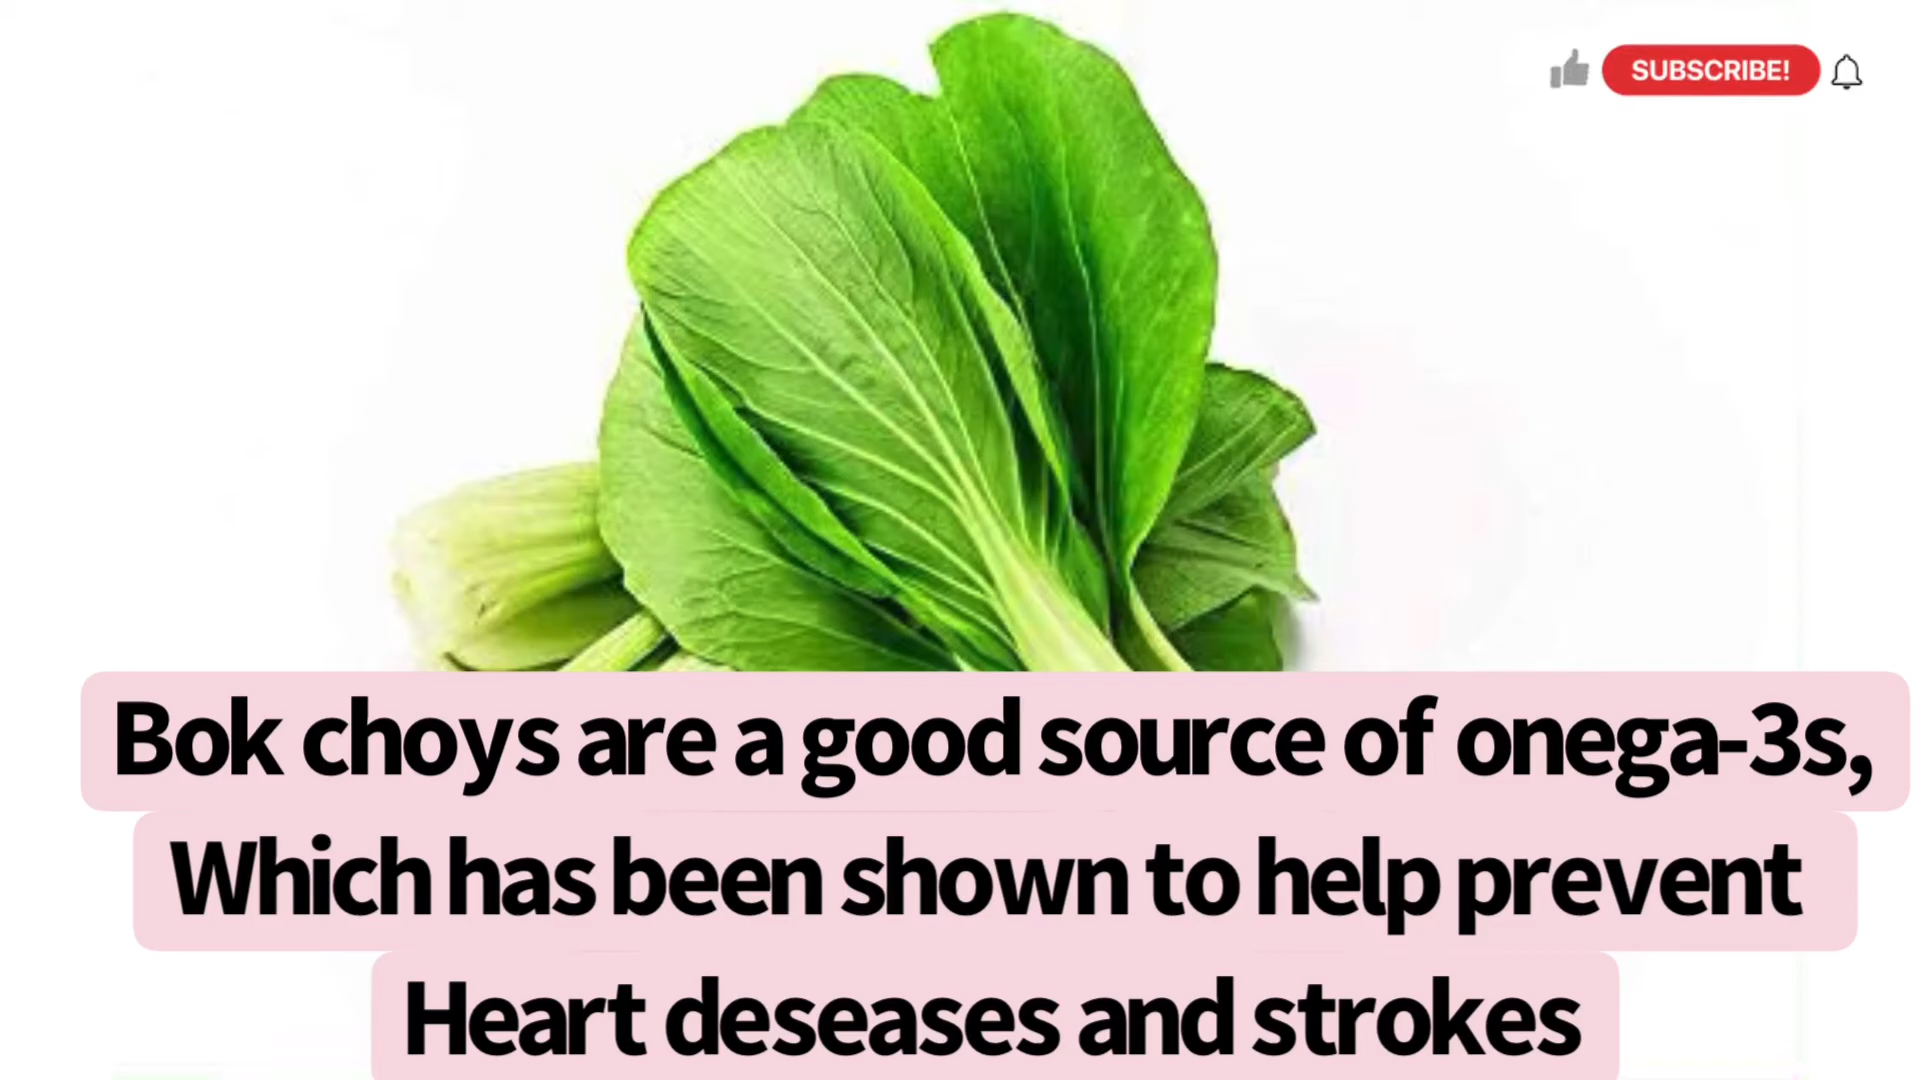 SUBSCRIBE!
Bok choys are a good source of onega-3s,
Which has been shown to help prevent
Heart deseases and strokes